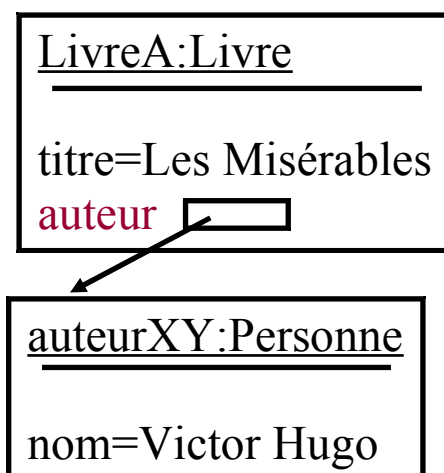 LivreA:Livre
titre=Les Misérables
auteur
auteurXY:Personne
nom=Victor Hugo